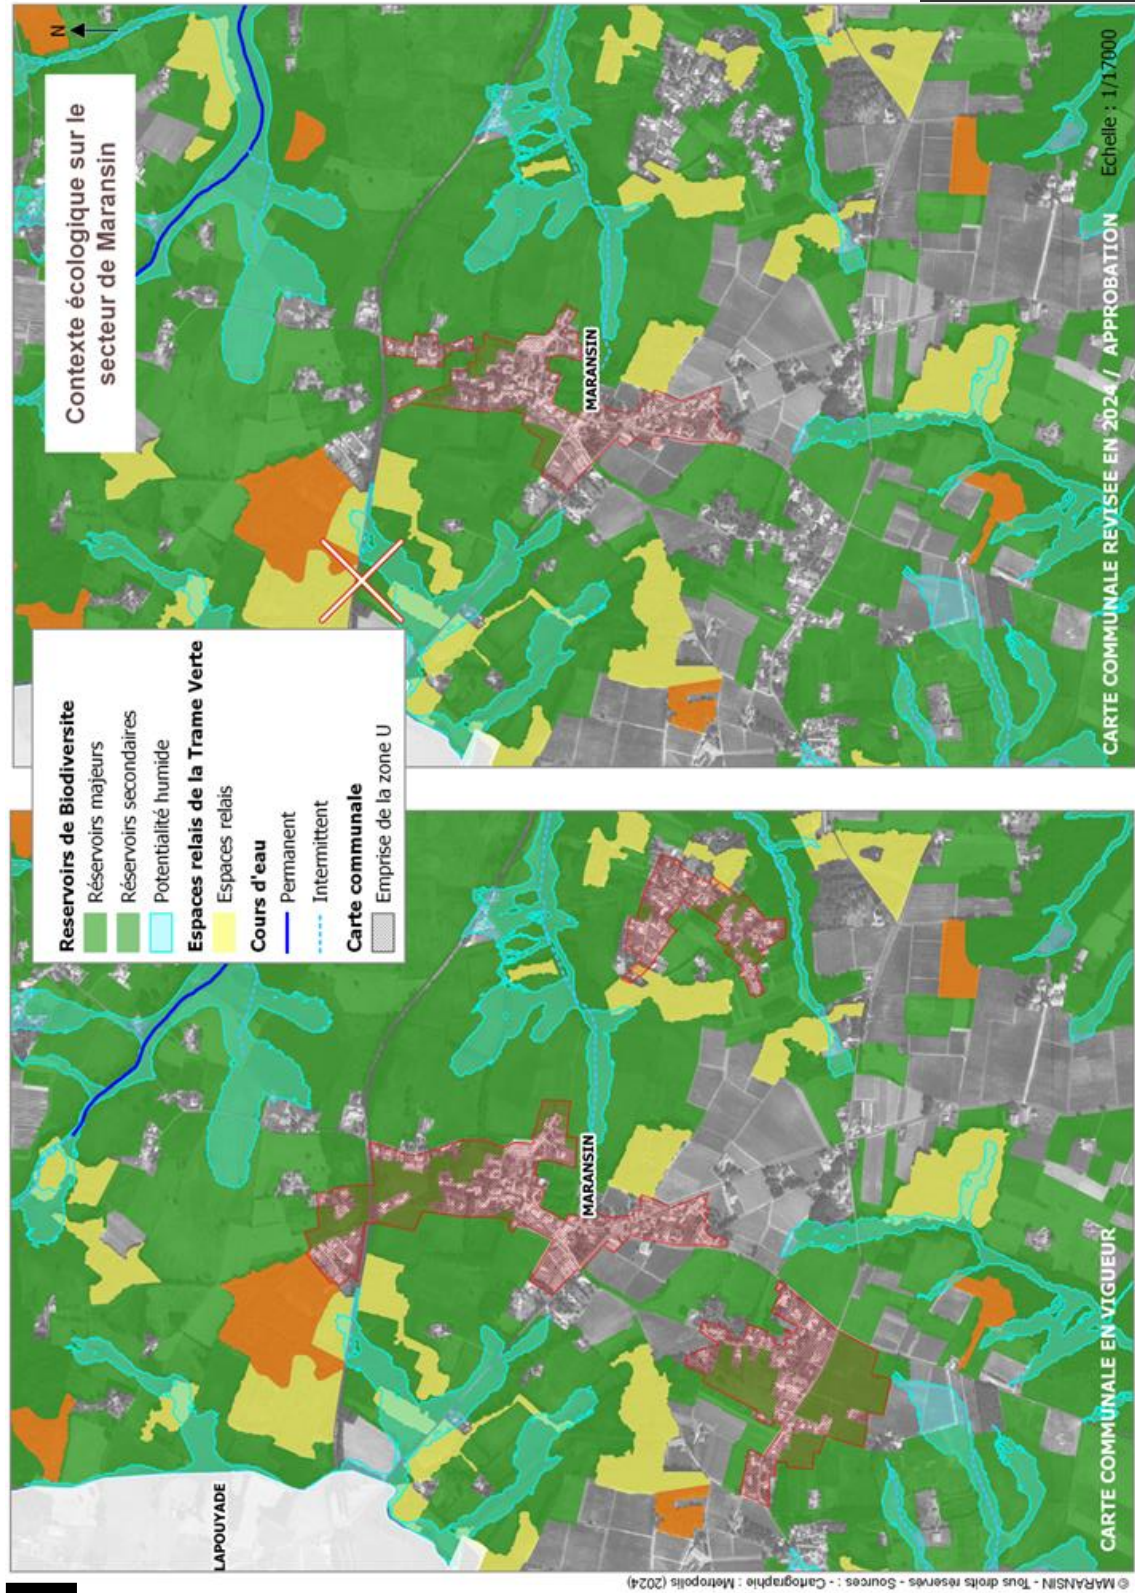 Contexte écologique sur le
secteur de Maransin
N
Reservoirs de Biodiversite
Réservoirs majeurs
Réservoirs secondaires
Potentialité humide
Espaces relais de la Trame Verte
Espaces relais
Cours d'eau
Permanent
Intermittent
Carte communale
Emprise de la zone U
LAPOUYADE
MARANSIN
CARTE COMMUNALE EN VIGUEUR
MARANSIN
CARTE COMMUNALE REVISEE EN 2024 / APPROBATION
Echelle : 1/17000
© MARANSIN - Tous droits réservés - Sources : - Cartographie : Metropolis (2024)